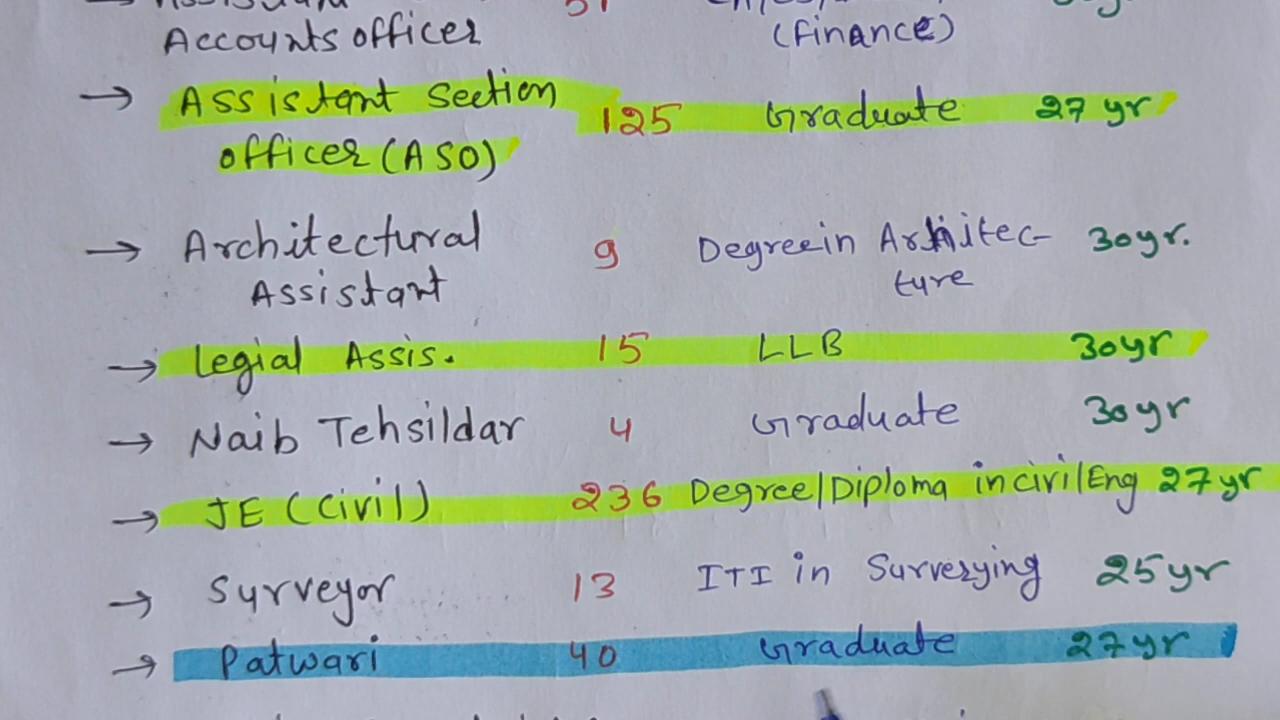 Accounts officer (Finance)
→ Assistant Section 125 Graduate 27 yr
officer (ASO)
→ Architectural 9 Degree in Architec- 30yr.
Assistant ture
→ Legial Assis. 15 LLB 30yr
→ Naib Tehsildar 4 Graduate 30yr
→ JE (Civil) 236 Degree/Diploma in civil/Eng 27yr
→ Surveyor 13 ITI in Surveying 25yr
→ Patwari 40 Graduate 27yr